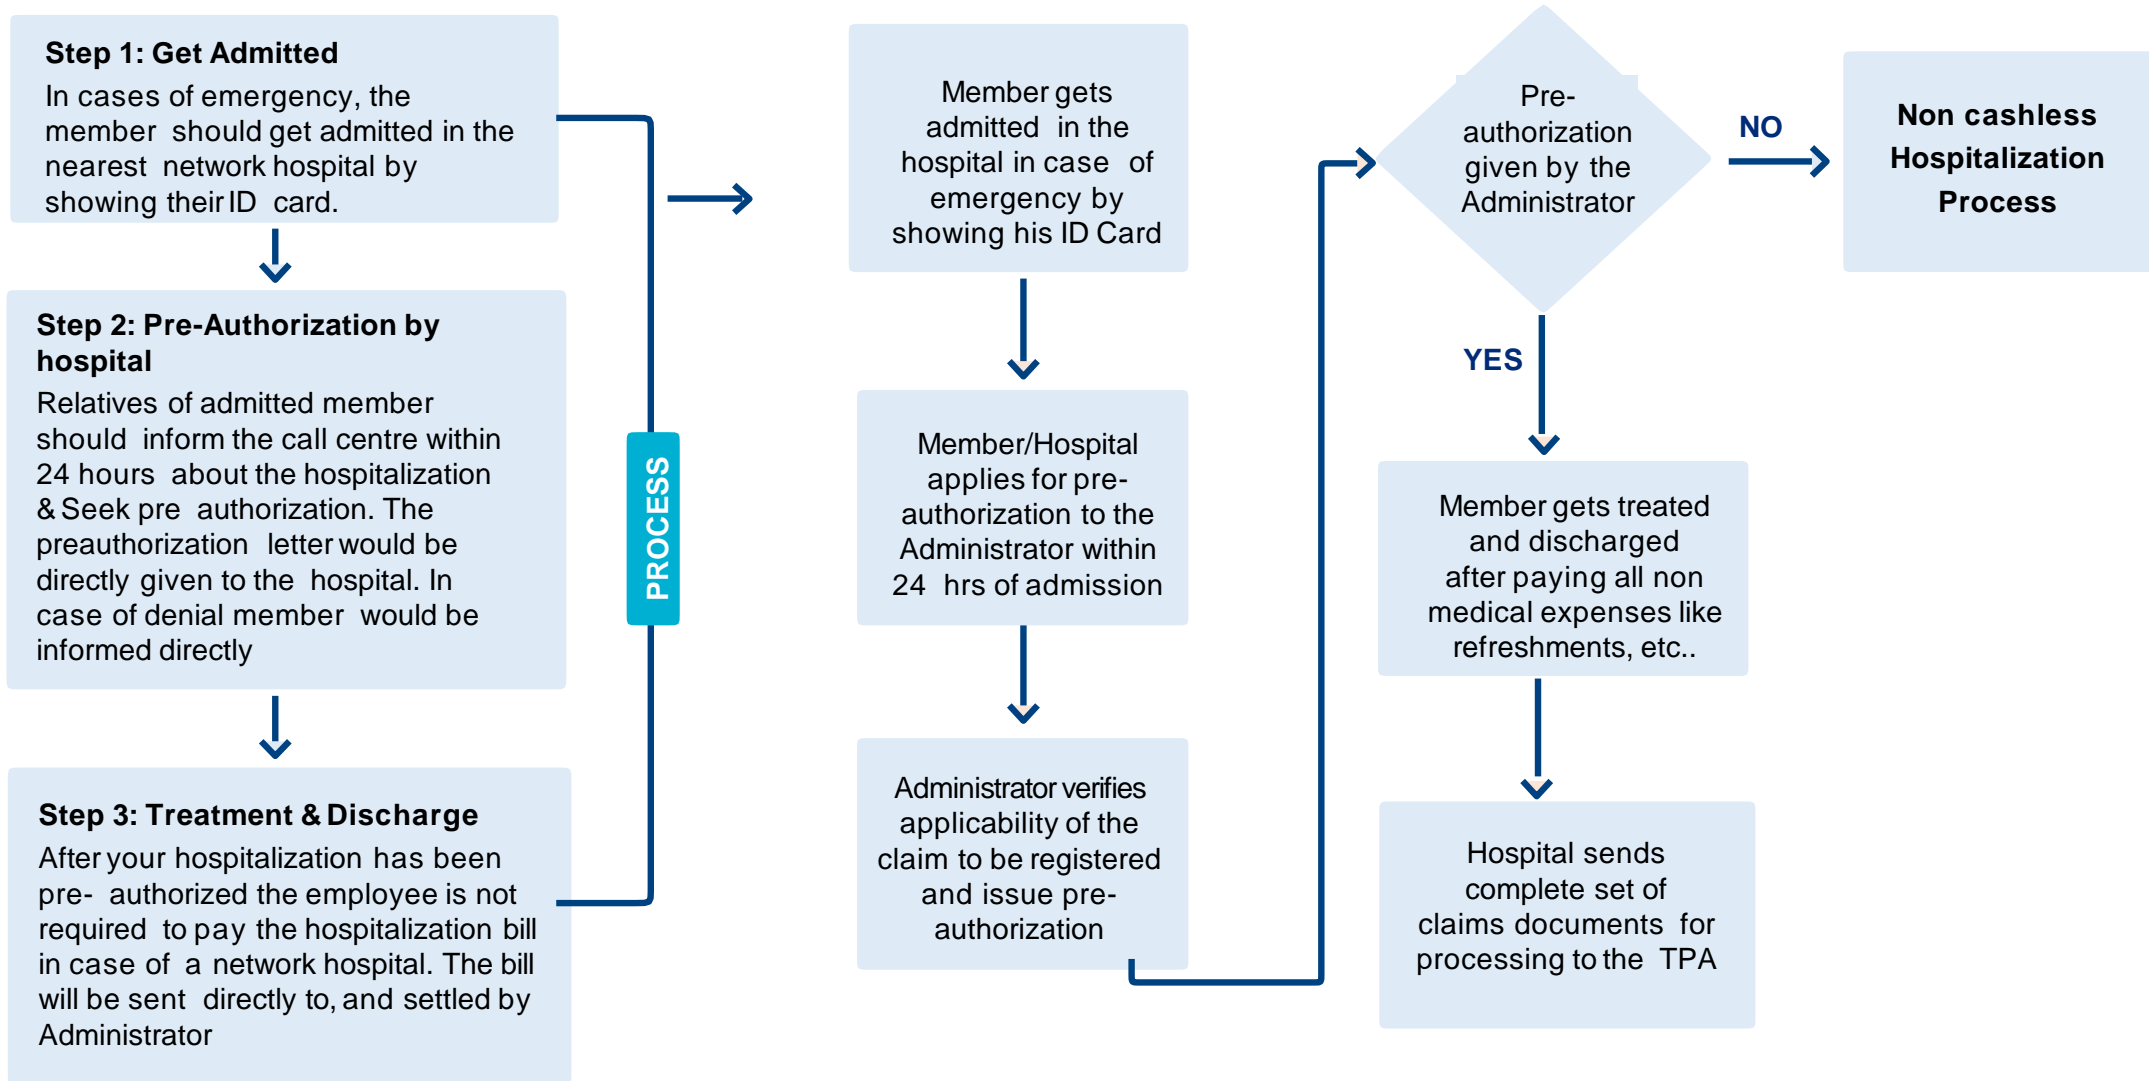 Step 1: Get Admitted
In cases of emergency, the
member should get admitted in the
nearest network hospital by
showing their ID card.
Step 2: Pre-Authorization by
hospital
Relatives of admitted member
should inform the call centre within
24 hours about the hospitalization
& Seek pre authorization. The
preauthorization letter would be
directly given to the hospital. In
case of denial member would be
informed directly
Step 3: Treatment & Discharge
After your hospitalization has been
pre- authorized the employee is not
required to pay the hospitalization bill
in case of a network hospital. The bill
will be sent directly to, and settled by
Administrator
PROCESS
Member gets
admitted in the
hospital in case of
emergency by
showing his ID Card
Member/Hospital
applies for pre-
authorization to the
Administrator within
24 hrs of admission
Administrator verifies
applicability of the
claim to be registered
and issue pre-
authorization
Pre-
authorization
given by the
Administrator
NO
Non cashless
Hospitalization
Process
YES
Member gets treated
and discharged
after paying all non
medical expenses like
refreshments, etc..
Hospital sends
complete set of
claims documents for
processing to the TPA